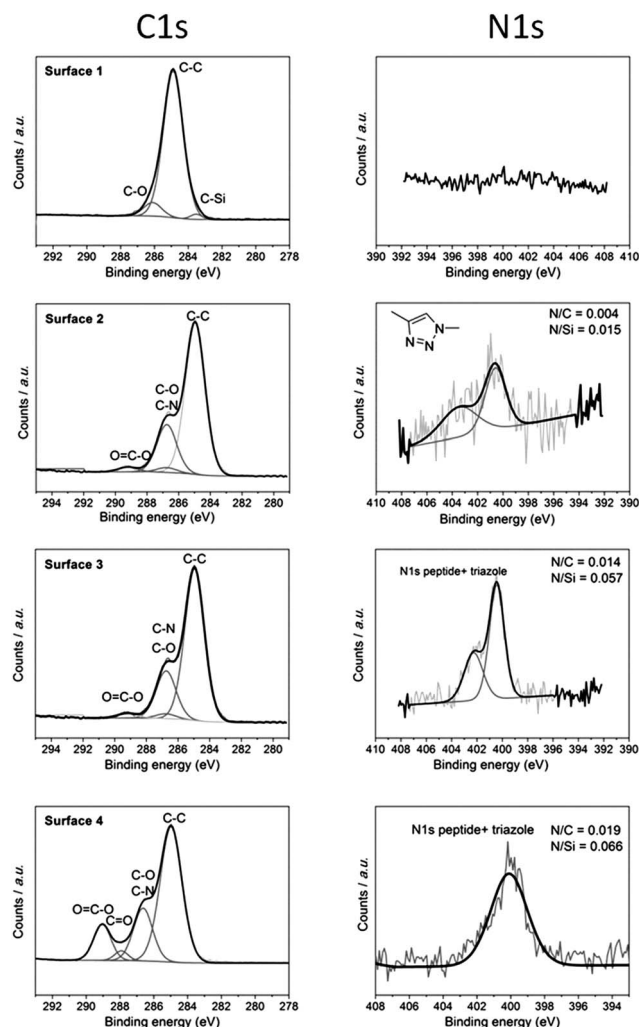 C1s
N1s
Surface 1
C-C
C-O
C-Si
Counts / a.u.
292 290 288 286 284 282 280 278
Binding energy (eV)
Counts / a.u.
390 392 394 396 398 400 402 404 406 408 410
Binding energy (eV)
Surface 2
C-C
C-O
C-N
O=C-O
Counts / a.u.
294 292 290 288 286 284 282 280
Binding energy (eV)
N/C = 0.004
N/Si = 0.015
N
N=N
Counts / a.u.
410 408 406 404 402 400 398 396 394 392 390
Binding energy (eV)
Surface 3
C-C
C-N
C-O
O=C-O
Counts / a.u.
294 292 290 288 286 284 282 280
Binding energy (eV)
N/C = 0.014
N1s peptide+ triazole
N/Si = 0.057
Counts / a.u.
410 408 406 404 402 400 398 396 394 392 390
Binding energy (eV)
Surface 4
C-C
C-O
C-N
O=C-O
C=O
Counts / a.u.
292 290 288 286 284 282 280 278
Binding energy (eV)
N1s peptide+ triazole
N/C = 0.019
N/Si = 0.066
Counts / a.u.
408 406 404 402 400 398 396 394
Binding energy (eV)